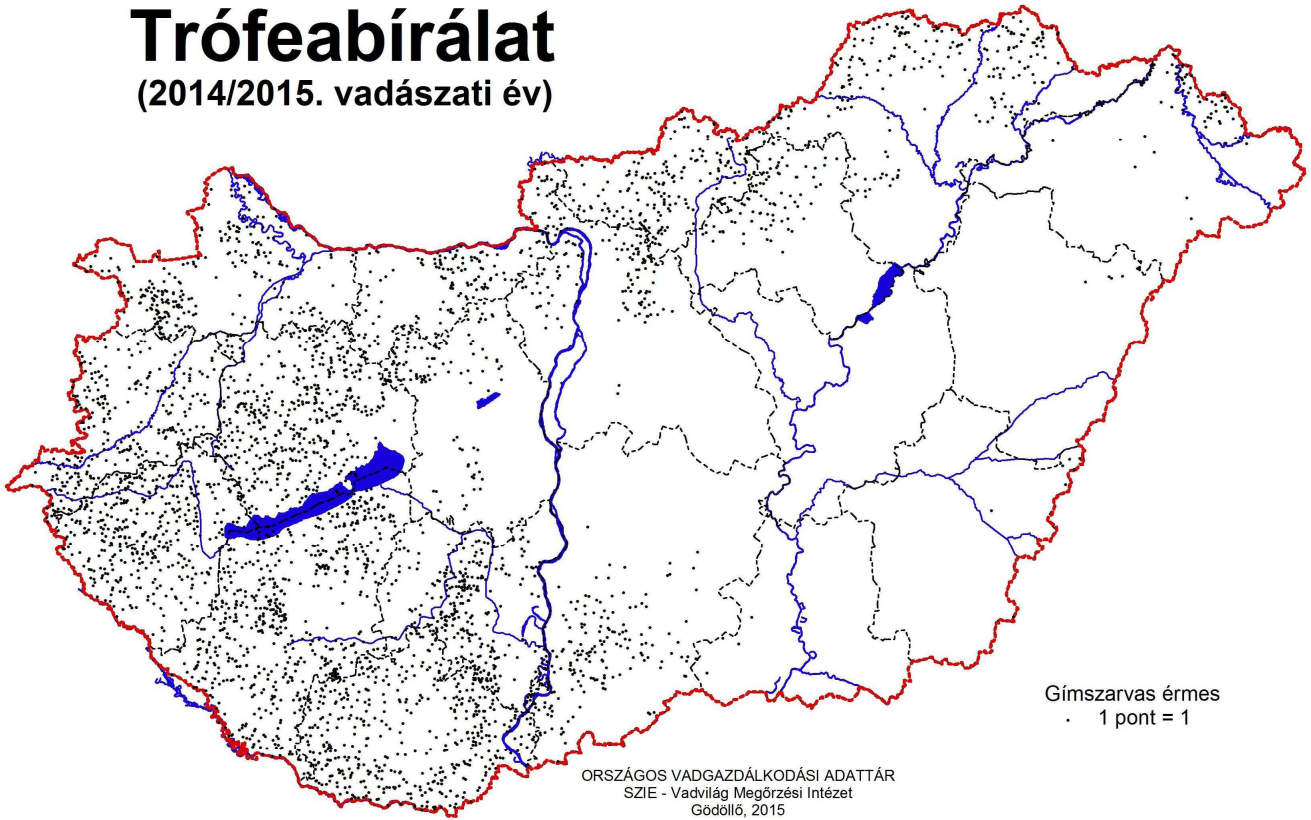 Trófeabírálat
(2014/2015. vadászati év)
Gímszarvas érmes
. 1 pont = 1
ORSZÁGOS VADGAZDÁLKODÁSI ADATTÁR
SZIE - Vadvilág Megőrzési Intézet
Gödöllő, 2015